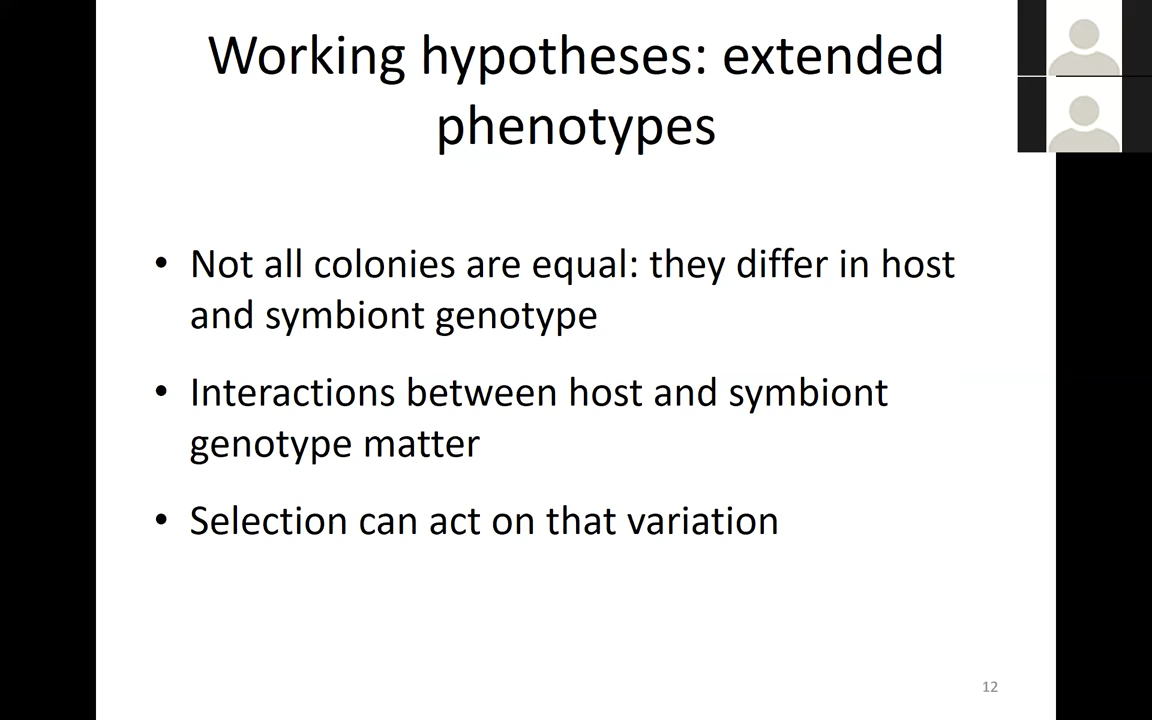 Working hypotheses: extended
phenotypes
• Not all colonies are equal: they differ in host
and symbiont genotype
• Interactions between host and symbiont
genotype matter
• Selection can act on that variation
12